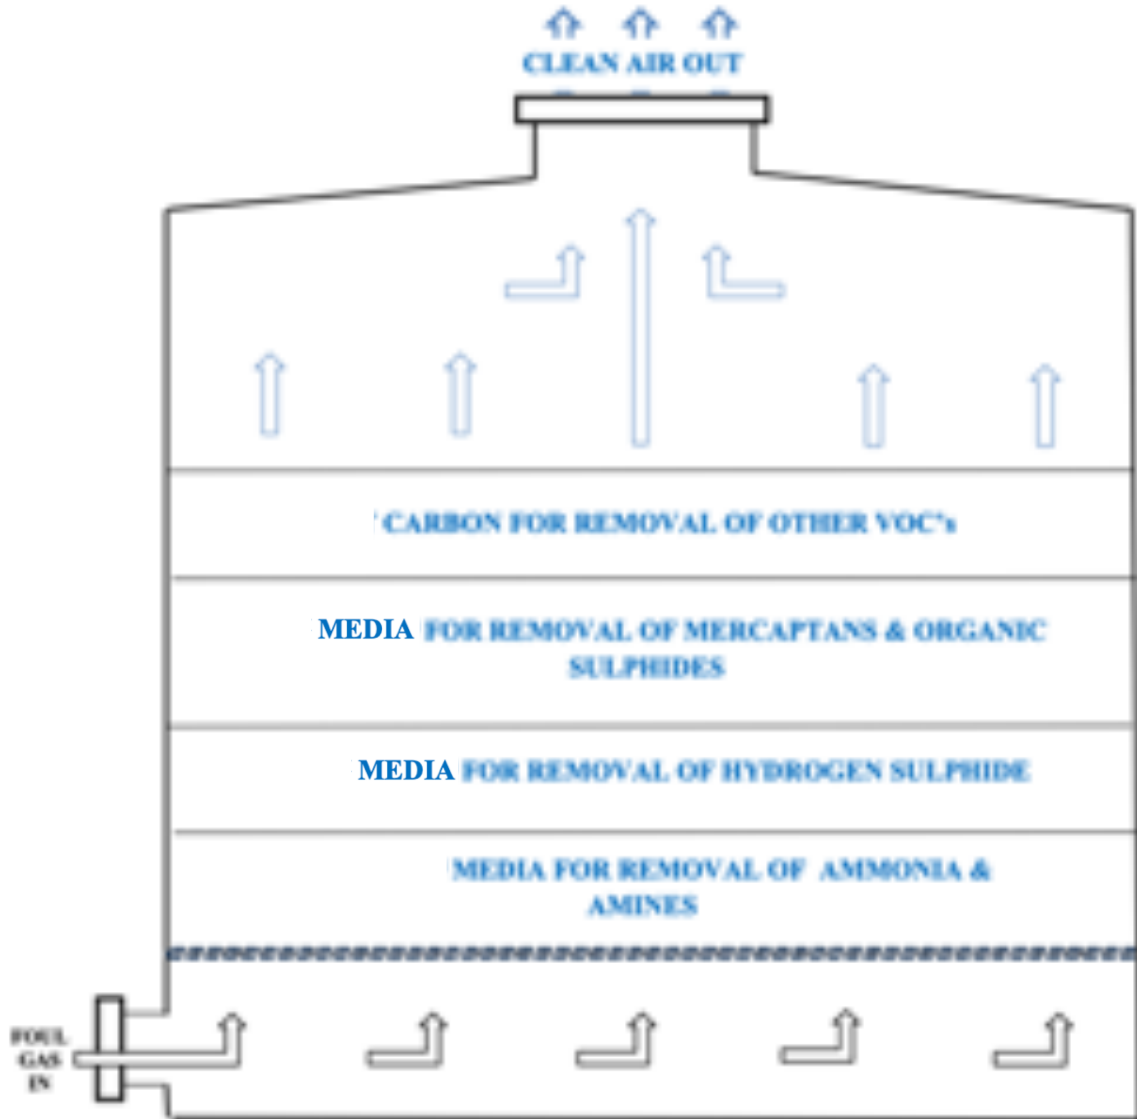 CLEAN AIR OUT
CARBON FOR REMOVAL OF OTHER VOC's
MEDIA FOR REMOVAL OF MERCAPTANS & ORGANIC
SULPHIDES
MEDIA FOR REMOVAL OF HYDROGEN SULPHIDE
MEDIA FOR REMOVAL OF AMMONIA &
AMINES
FOUL
GAS
IN